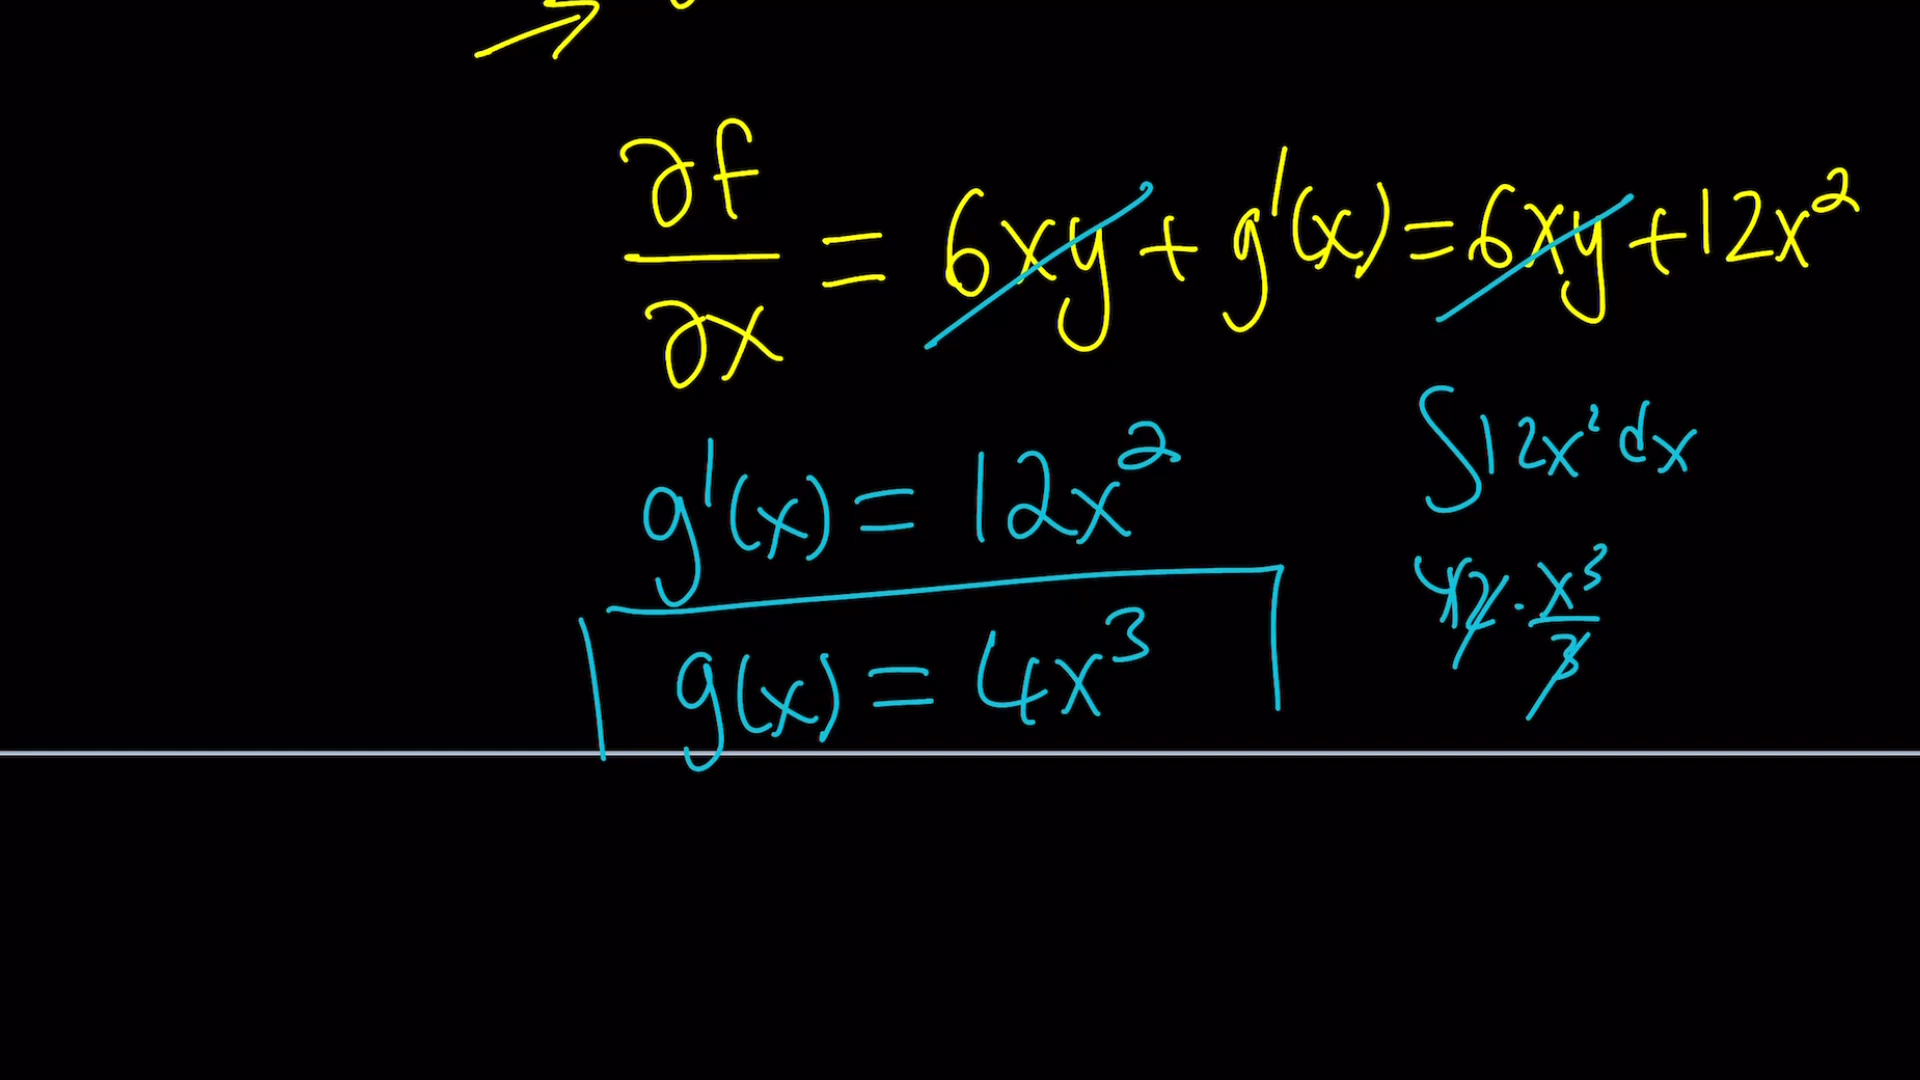 ∂f/∂x = 6xy + g'(x) = 6xy + 12x²
∫12x² dx
g'(x) = 12x²
4 12 · x³/3
g(x) = 4x³